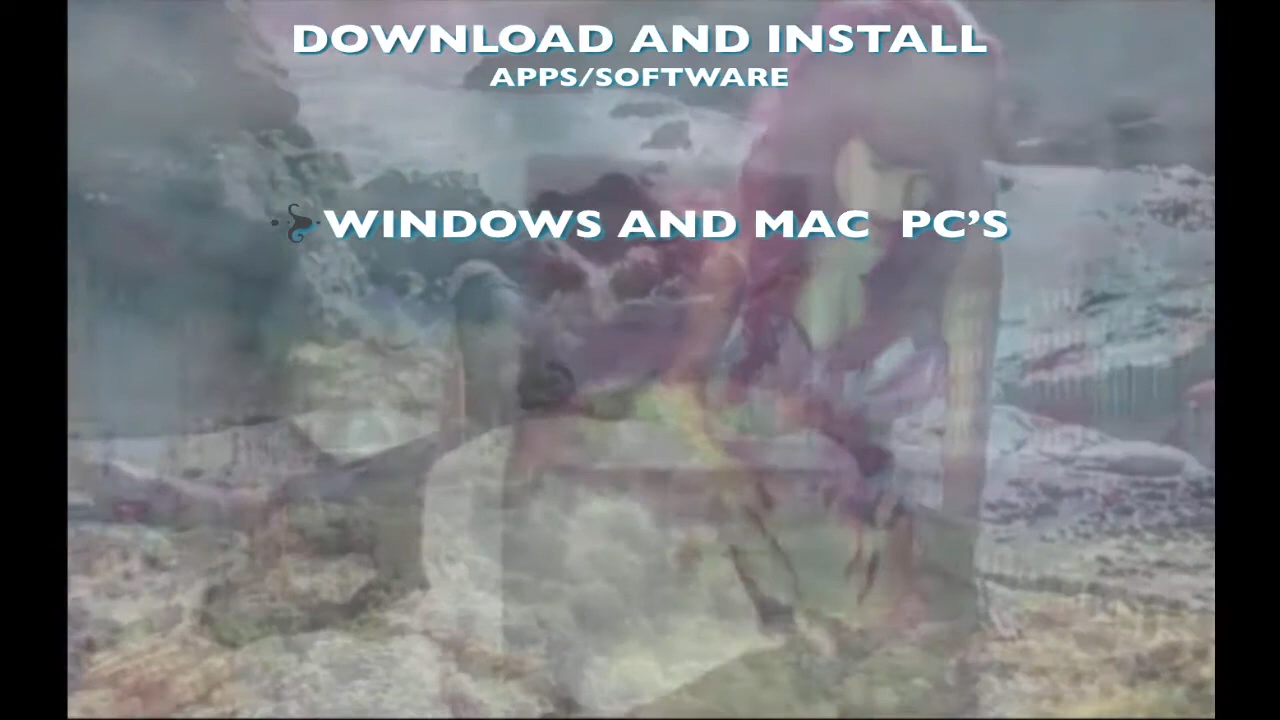 DOWNLOAD AND INSTALL
APPS/SOFTWARE
WINDOWS AND MAC PC’S